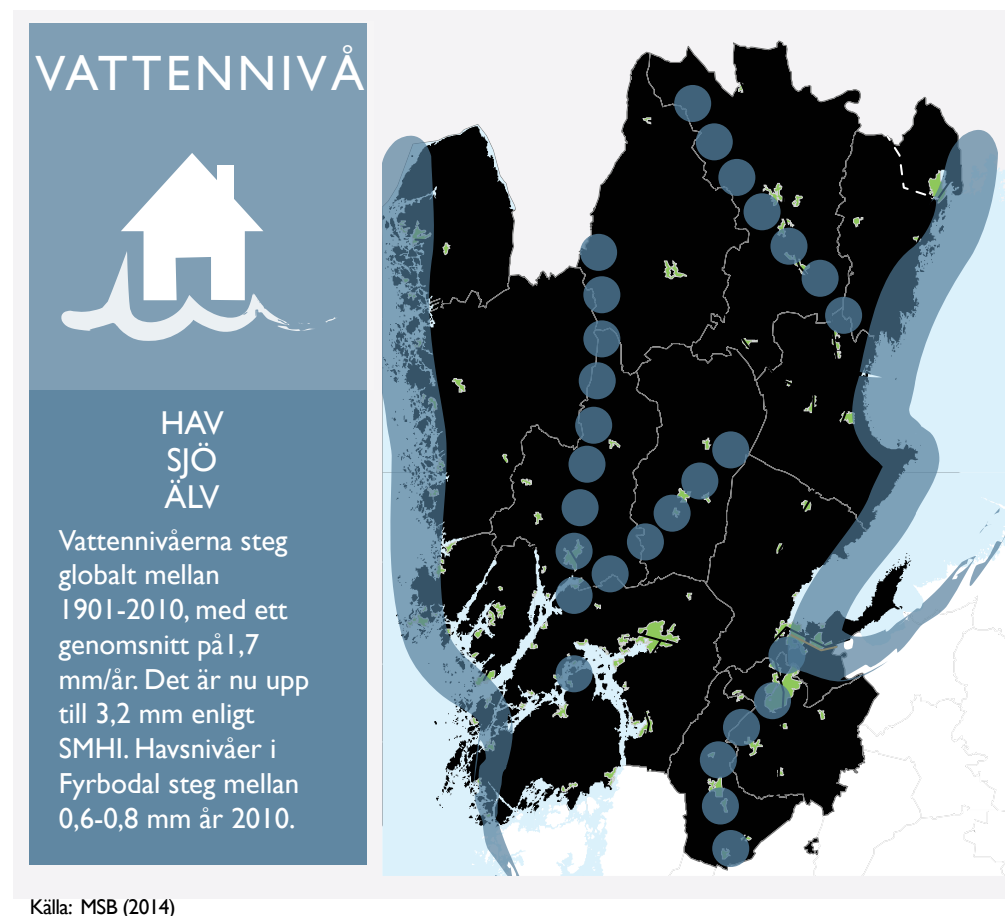 VATTENNIVÅ
HAV
SJÖ
ÄLV
Vattennivåerna steg
globalt mellan
1901-2010, med ett
genomsnitt på1,7
mm/år. Det är nu upp
till 3,2 mm enligt
SMHI. Havsnivåer i
Fyrbodal steg mellan
0,6-0,8 mm år 2010.
Källa: MSB (2014)